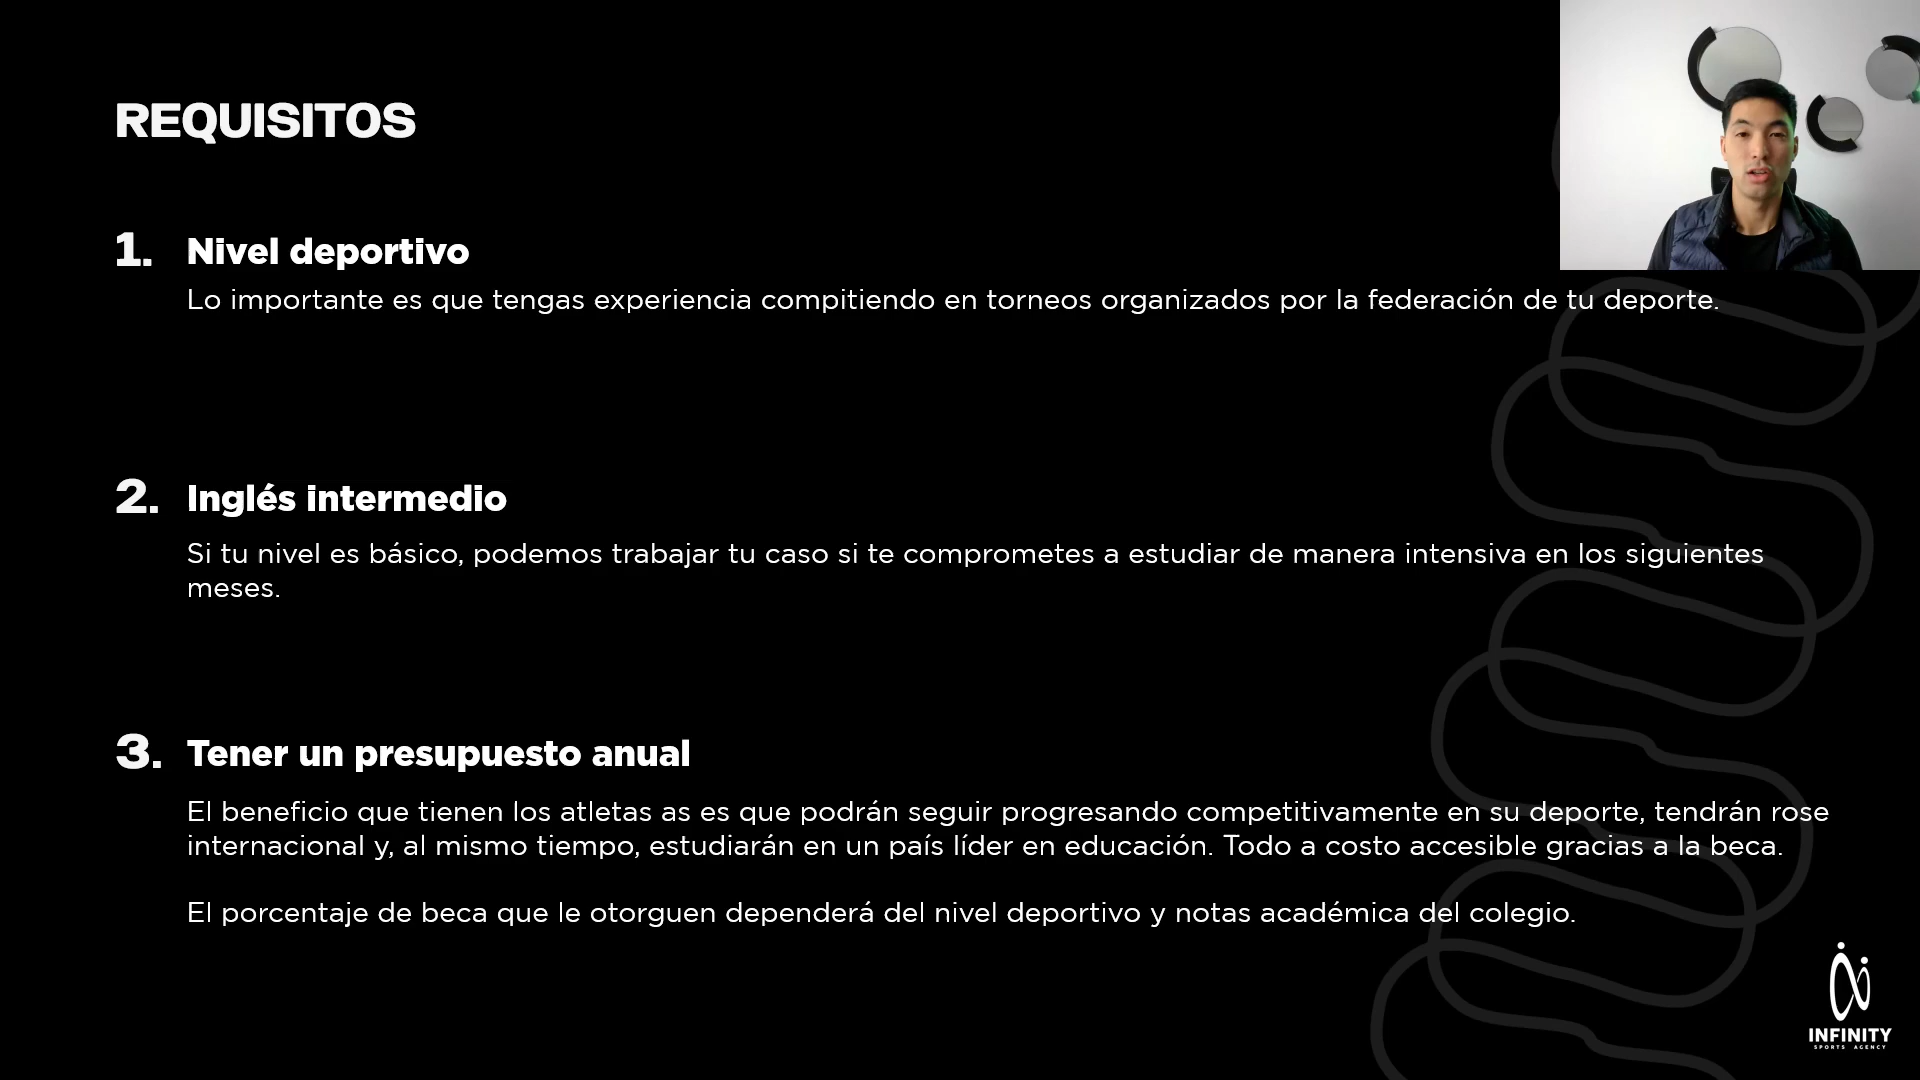 REQUISITOS
1. Nivel deportivo
Lo importante es que tengas experiencia compitiendo en torneos organizados por la federación de tu deporte.
2. Inglés intermedio
Si tu nivel es básico, podemos trabajar tu caso si te comprometes a estudiar de manera intensiva en los siguientes
meses.
3. Tener un presupuesto anual
El beneficio que tienen los atletas as es que podrán seguir progresando competitivamente en su deporte, tendrán rose
internacional y, al mismo tiempo, estudiarán en un país líder en educación. Todo a costo accesible gracias a la beca.
El porcentaje de beca que le otorguen dependerá del nivel deportivo y notas académica del colegio.
INFINITY
SPORTS AGENCY